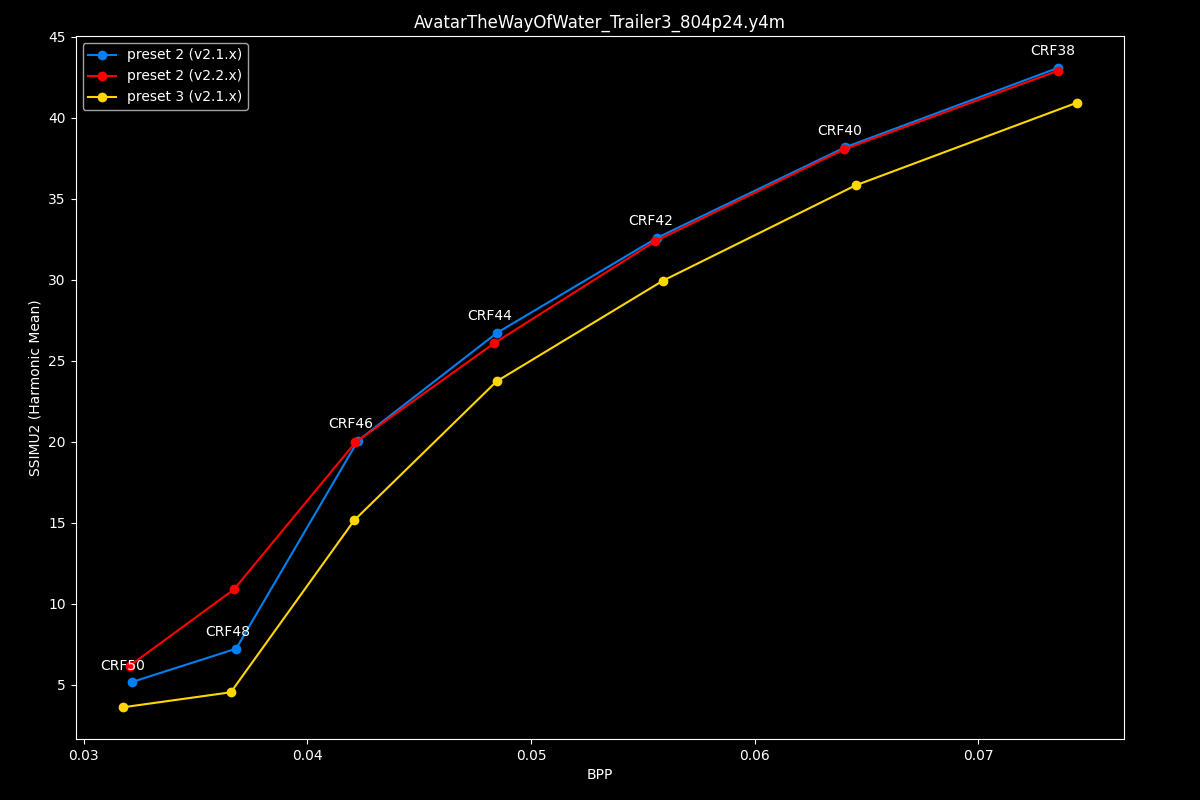 AvatarTheWayOfWater_Trailer3_804p24.y4m
preset 2 (v2.1.x)
preset 2 (v2.2.x)
preset 3 (v2.1.x)
CRF38
CRF40
CRF42
CRF44
CRF46
CRF48
CRF50
SSIMU2 (Harmonic Mean)
45
40
35
30
25
20
15
10
5
0.03
0.04
0.05
0.06
0.07
BPP